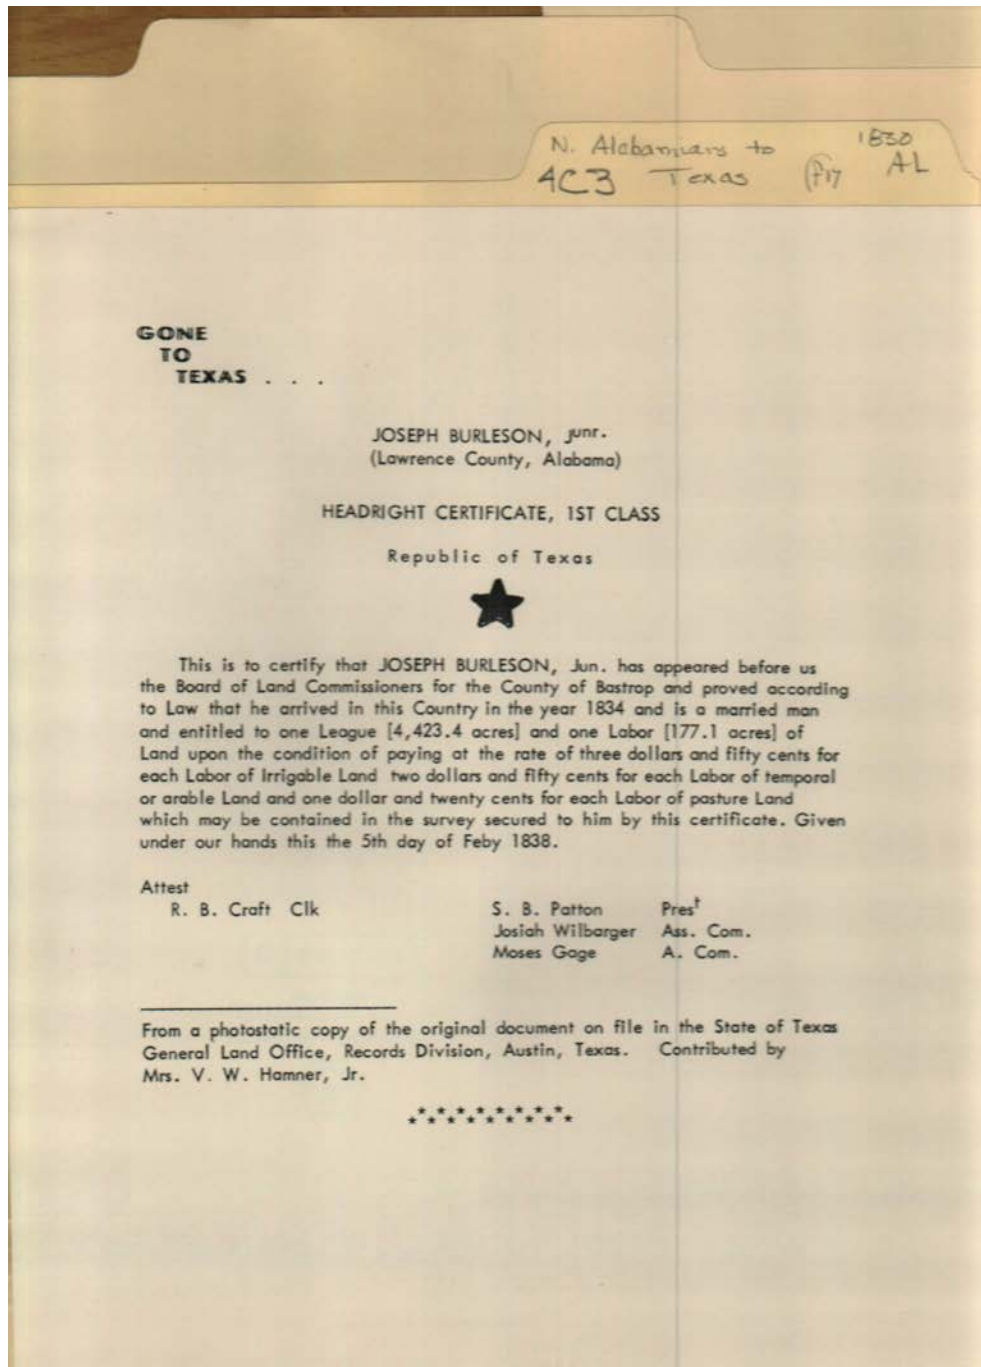 N. Alabamians to 1830
4C3 Texas AL
GONE
TO
TEXAS . . .
JOSEPH BURLESON, junr.
(Lawrence County, Alabama)
HEADRIGHT CERTIFICATE, 1ST CLASS
Republic of Texas
This is to certify that JOSEPH BURLESON, Jun. has appeared before us
the Board of Land Commissioners for the County of Bastrop and proved according
to Law that he arrived in this Country in the year 1834 and is a married man
and entitled to one League [4,423.4 acres] and one Labor [177.1 acres] of
Land upon the condition of paying at the rate of three dollars and fifty cents for
each Labor of Irrigable Land two dollars and fifty cents for each Labor of temporal
or arable Land and one dollar and twenty cents for each Labor of pasture Land
which may be contained in the survey secured to him by this certificate. Given
under our hands this the 5th day of Feby 1838.
Attest
R. B. Craft Clk S. B. Patton Prest
Josiah Wilbarger Ass. Com.
Moses Gage A. Com.
From a photostatic copy of the original document on file in the State of Texas
General Land Office, Records Division, Austin, Texas. Contributed by
Mrs. V. W. Hamner, Jr.